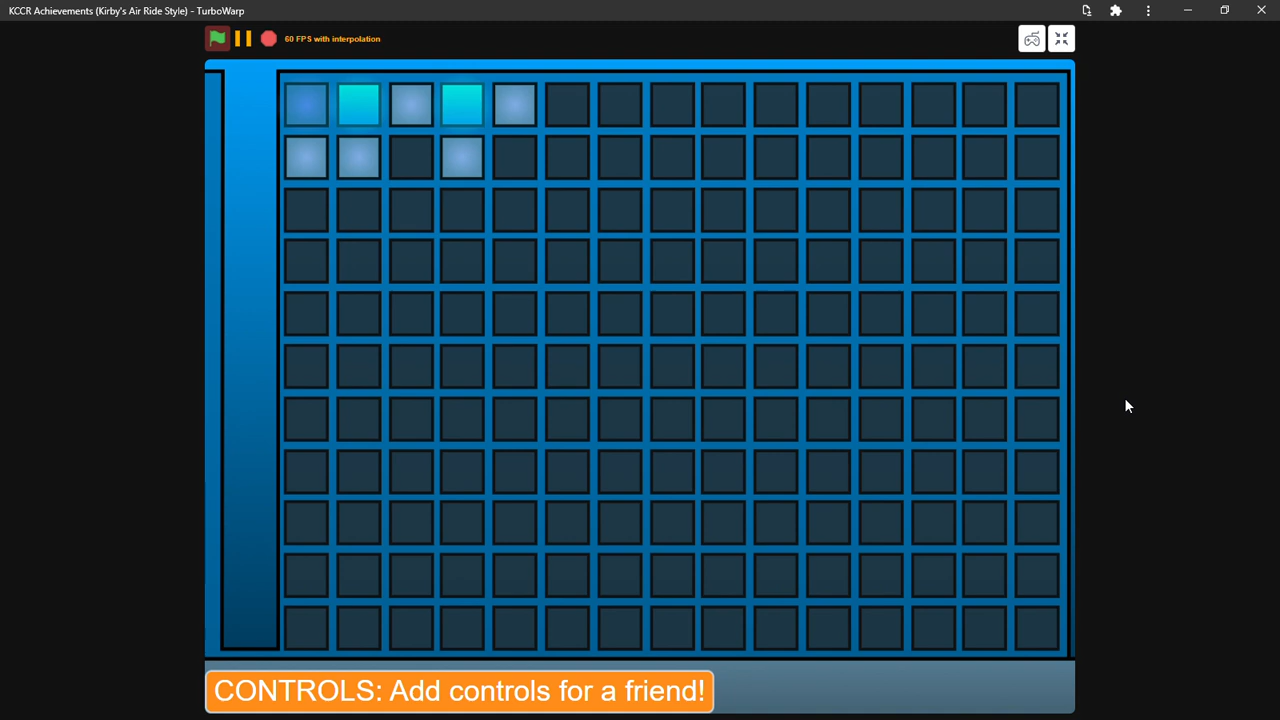 KCCR Achievements (Kirby's Air Ride Style) - TurboWarp
60 FPS with interpolation
CONTROLS: Add controls for a friend!